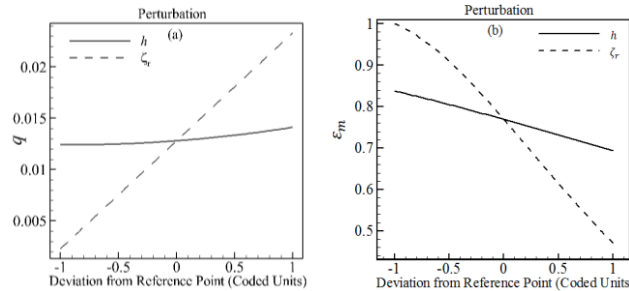 Perturbation
(a)
h
ζr
0.02
0.015
0.01
0.005
q
-1
-0.5
0
0.5
1
Deviation from Reference Point (Coded Units)
Perturbation
(b)
h
ζr
1
0.9
0.8
0.7
0.6
0.5
εm
-1
-0.5
0
0.5
1
Deviation from Reference Point (Coded Units)